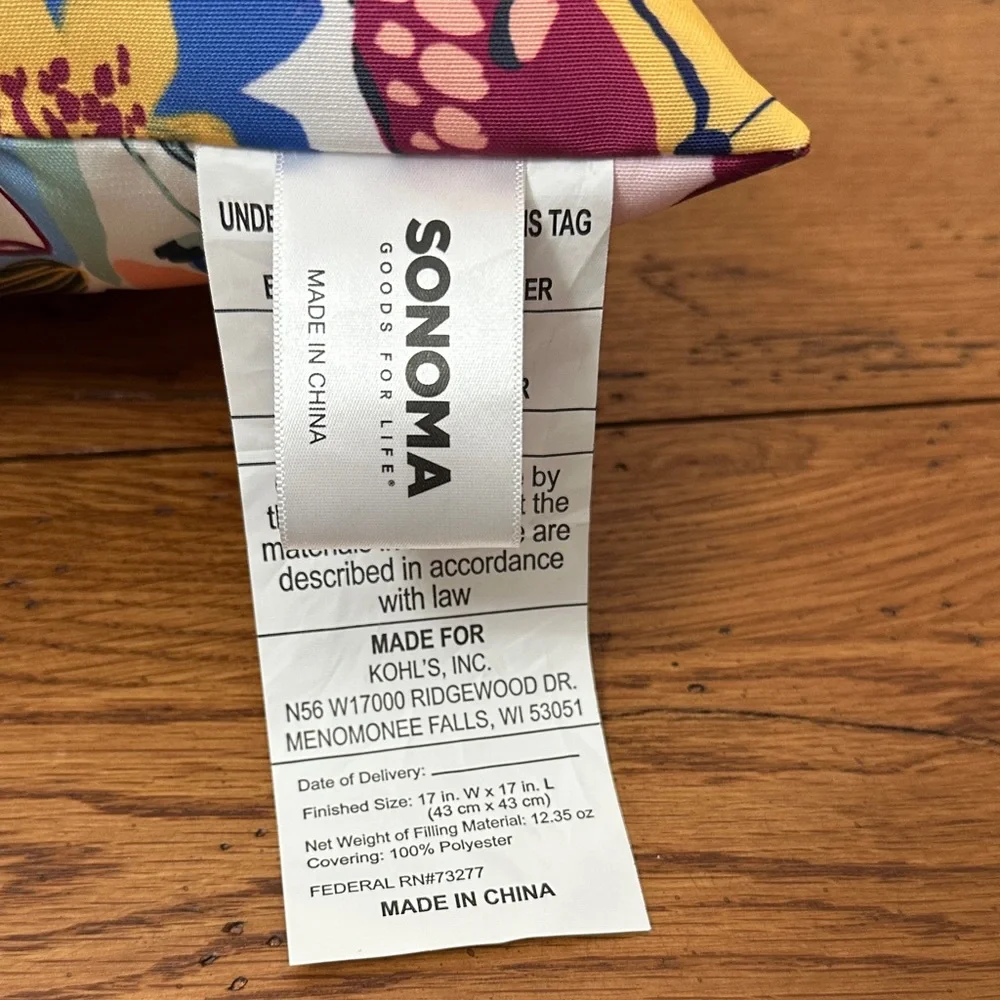 TAG
SONOMA
GOODS FOR LIFE®
MADE IN CHINA
by
the
are
described in accordance
with law
MADE FOR
KOHL'S, INC.
N56 W17000 RIDGEWOOD DR.
MENOMONEE FALLS, WI 53051
Date of Delivery:
Finished Size: 17 in. W x 17 in. L
(43 cm x 43 cm)
Net Weight of Filling Material: 12.35 oz
Covering: 100% Polyester
FEDERAL RN#73277
MADE IN CHINA